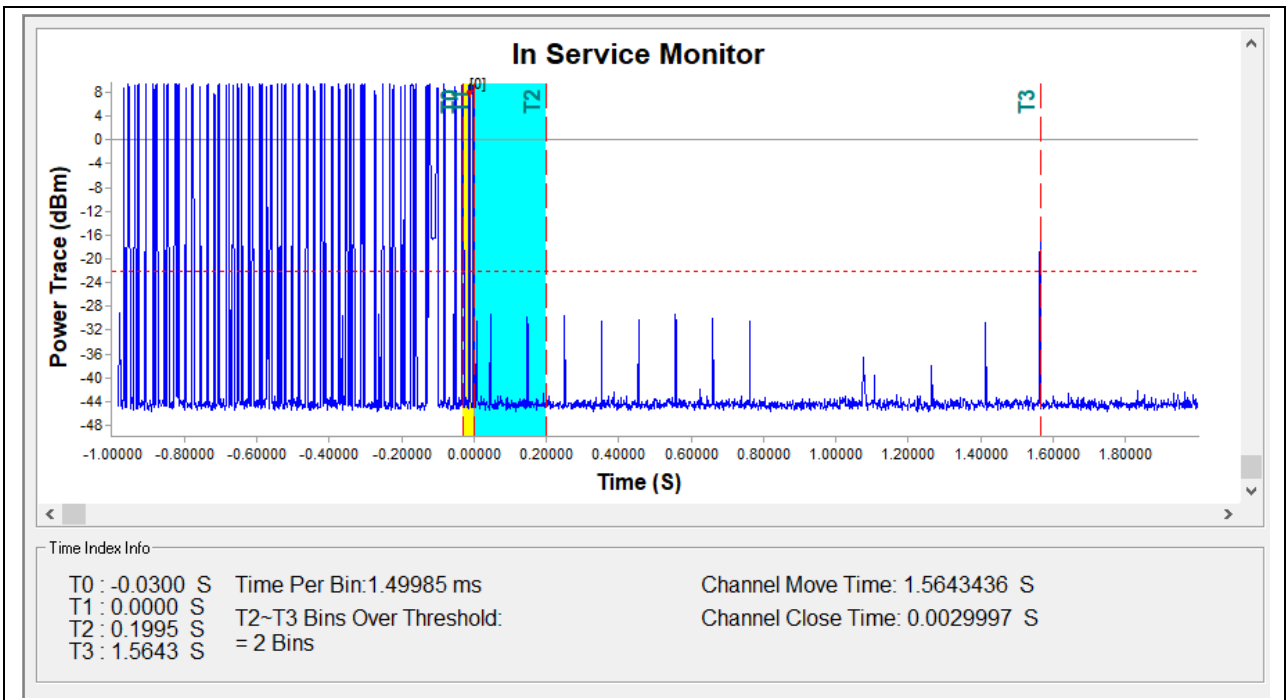 In Service Monitor
[0]
T0
T2
T3
Power Trace (dBm)
8
4
0
-4
-8
-12
-16
-20
-24
-28
-32
-36
-40
-44
-48
-1.00000 -0.80000 -0.60000 -0.40000 -0.20000 0.00000 0.20000 0.40000 0.60000 0.80000 1.00000 1.20000 1.40000 1.60000 1.80000
Time (S)
Time Index Info
T0 : -0.0300 S
T1 : 0.0000 S
T2 : 0.1995 S
T3 : 1.5643 S
Time Per Bin:1.49985 ms
T2~T3 Bins Over Threshold:
= 2 Bins
Channel Move Time: 1.5643436 S
Channel Close Time: 0.0029997 S